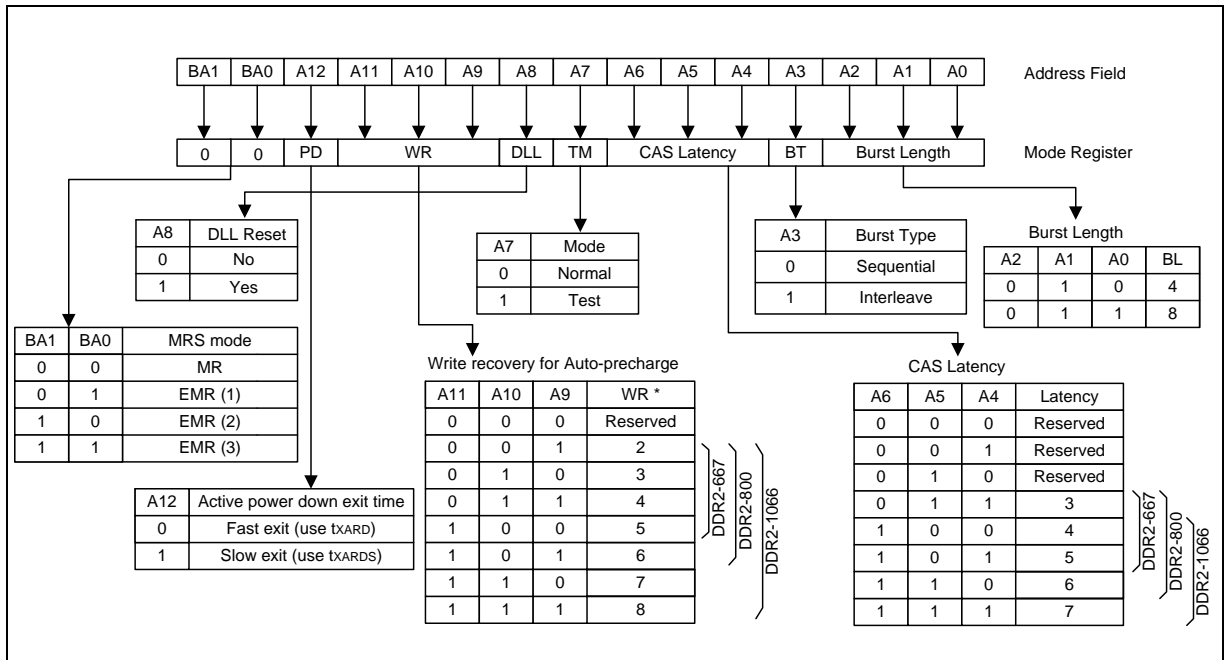 BA1 BA0 A12 A11 A10 A9 A8 A7 A6 A5 A4 A3 A2 A1 A0 Address Field
0 0 PD WR DLL TM CAS Latency BT Burst Length Mode Register
A8 DLL Reset
0 No
1 Yes
A7 Mode
0 Normal
1 Test
A3 Burst Type
0 Sequential
1 Interleave
Burst Length
A2 A1 A0 BL
0 1 0 4
0 1 1 8
BA1 BA0 MRS mode
0 0 MR
0 1 EMR (1)
1 0 EMR (2)
1 1 EMR (3)
A12 Active power down exit time
0 Fast exit (use tXARD)
1 Slow exit (use tXARDS)
Write recovery for Auto-precharge
A11 A10 A9 WR *
0 0 0 Reserved
0 0 1 2
0 1 0 3
0 1 1 4
1 0 0 5
1 0 1 6
1 1 0 7
1 1 1 8
DDR2-667
DDR2-800
DDR2-1066
CAS Latency
A6 A5 A4 Latency
0 0 0 Reserved
0 0 1 Reserved
0 1 0 Reserved
0 1 1 3
1 0 0 4
1 0 1 5
1 1 0 6
1 1 1 7
DDR2-667
DDR2-800
DDR2-1066